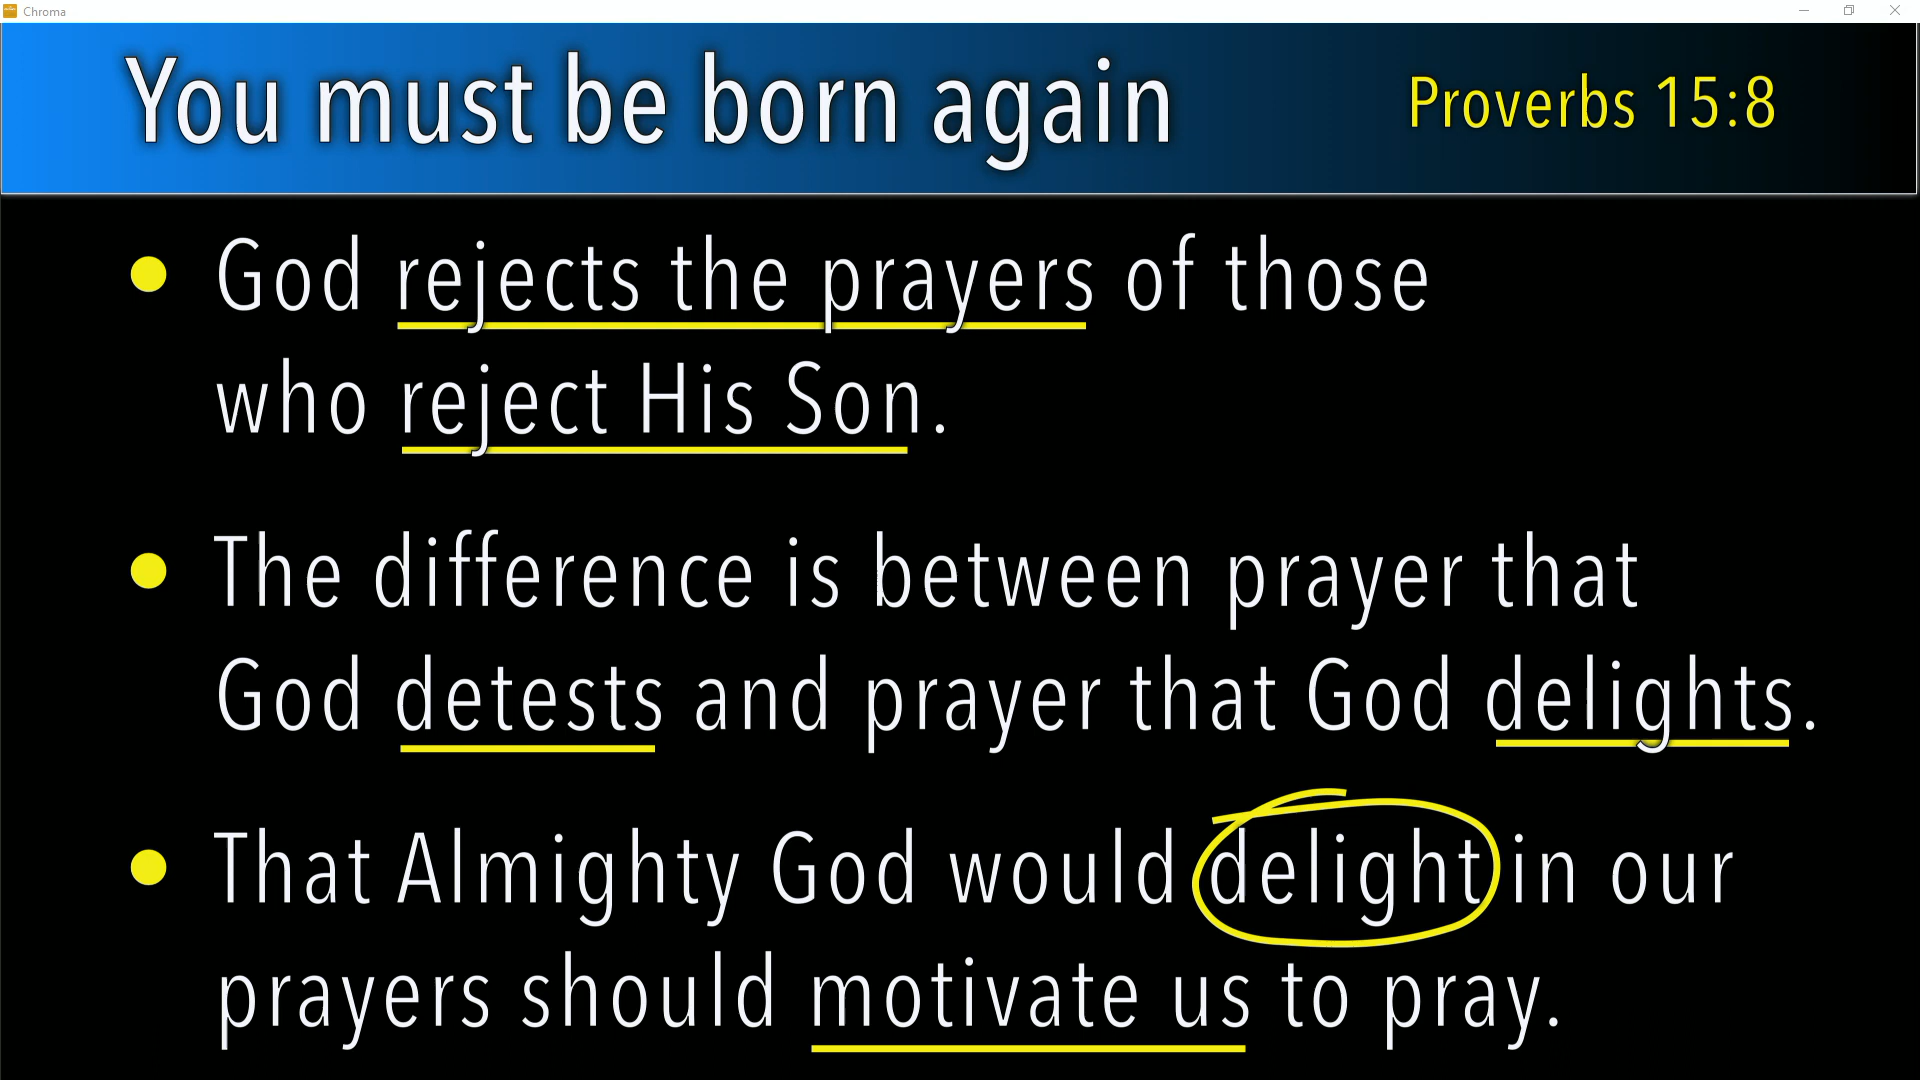 Chroma
You must be born again
Proverbs 15:8
• God rejects the prayers of those
who reject His Son.
• The difference is between prayer that
God detests and prayer that God delights.
• That Almighty God would delight in our
prayers should motivate us to pray.